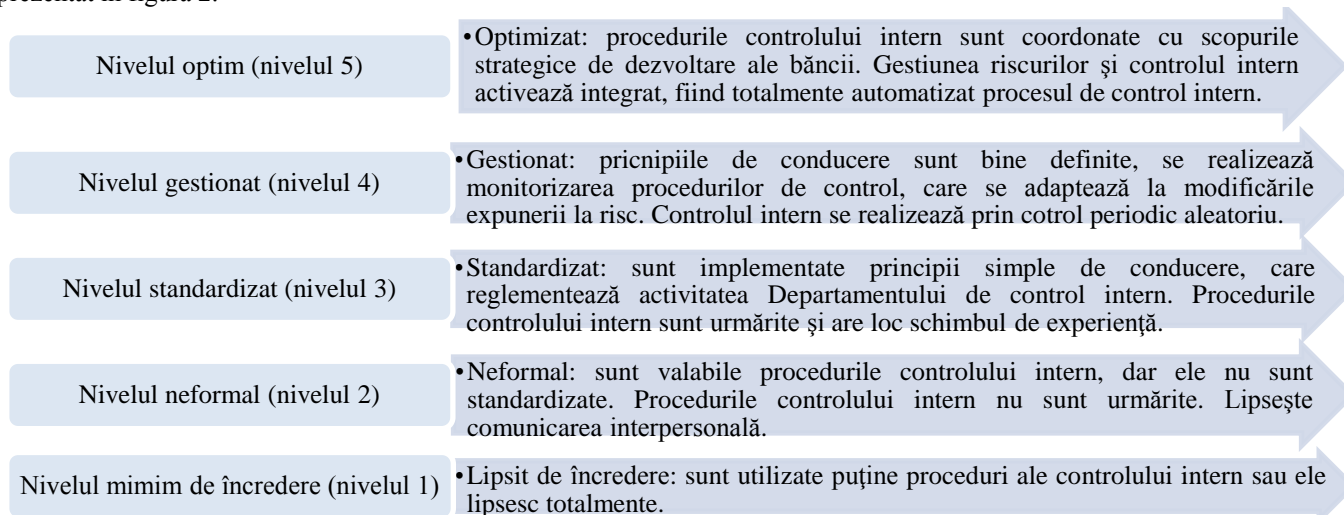 prezentat în figura 2.
Nivelul optim (nivelul 5)
•Optimizat: procedurile controlului intern sunt coordonate cu scopurile
strategice de dezvoltare ale băncii. Gestiunea riscurilor şi controlul intern
activează integrat, fiind totalmente automatizat procesul de control intern.
Nivelul gestionat (nivelul 4)
•Gestionat: pricnipiile de conducere sunt bine definite, se realizează
monitorizarea procedurilor de control, care se adaptează la modificările
expunerii la risc. Controlul intern se realizează prin cotrol periodic aleatoriu.
Nivelul standardizat (nivelul 3)
•Standardizat: sunt implementate principii simple de conducere, care
reglementează activitatea Departamentului de control intern. Procedurile
controlului intern sunt urmărite şi are loc schimbul de experienţă.
Nivelul neformal (nivelul 2)
•Neformal: sunt valabile procedurile controlului intern, dar ele nu sunt
standardizate. Procedurile controlului intern nu sunt urmărite. Lipseşte
comunicarea interpersonală.
Nivelul mimim de încredere (nivelul 1)
•Lipsit de încredere: sunt utilizate puţine proceduri ale controlului intern sau ele
lipsesc totalmente.